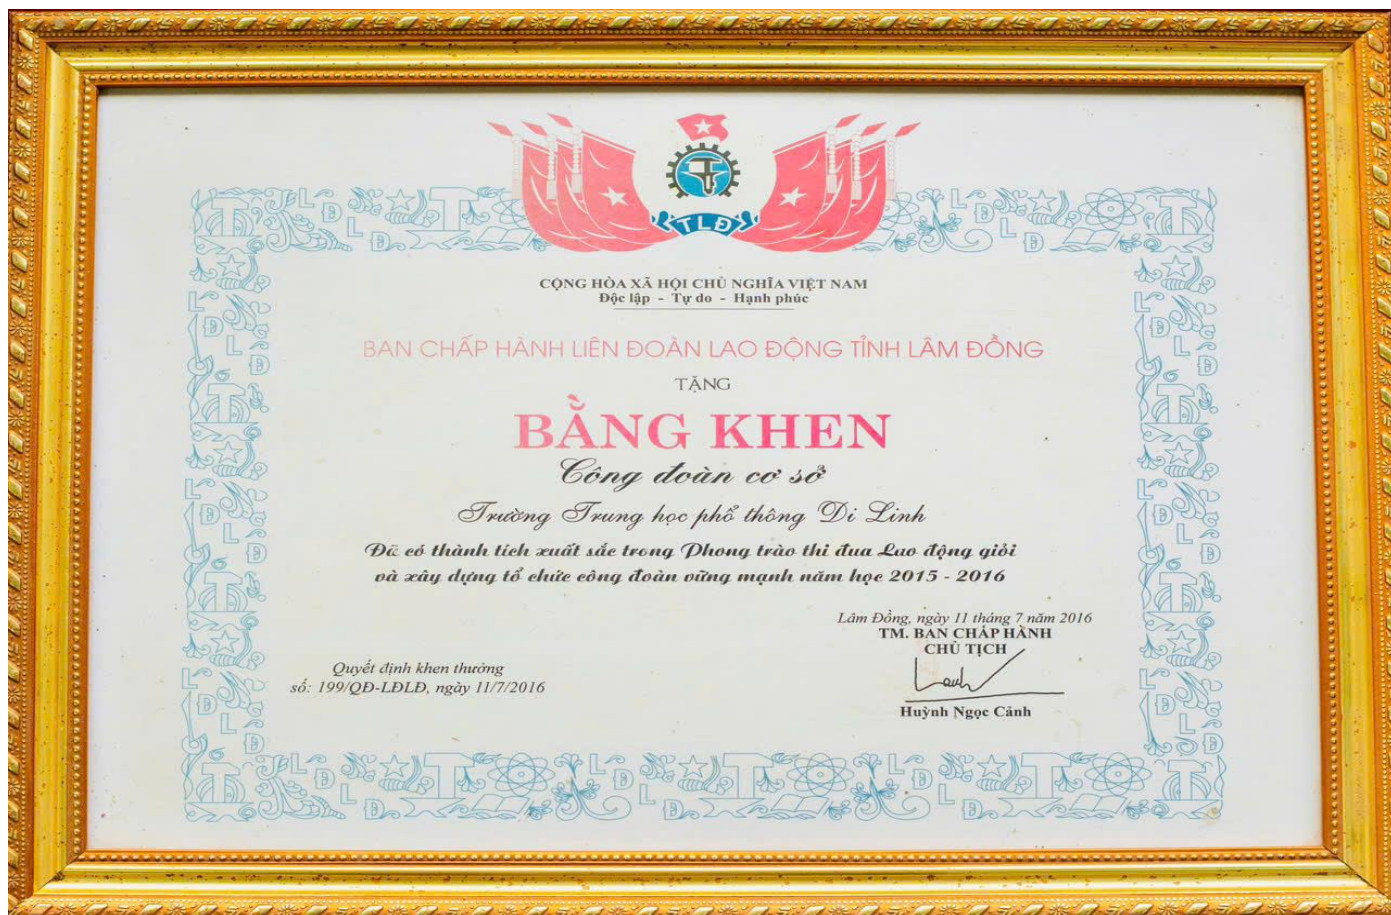 TLĐ
CỘNG HÒA XÃ HỘI CHỦ NGHĨA VIỆT NAM
Độc lập - Tự do - Hạnh phúc
BAN CHẤP HÀNH LIÊN ĐOÀN LAO ĐỘNG TỈNH LÂM ĐỒNG
TẶNG
BẰNG KHEN
Công đoàn cơ sở
Trường Trung học phổ thông Di Linh
Đã có thành tích xuất sắc trong Phong trào thi đua Lao động giỏi
và xây dựng tổ chức công đoàn vững mạnh năm học 2015 - 2016
Lâm Đồng, ngày 11 tháng 7 năm 2016
TM. BAN CHẤP HÀNH
CHỦ TỊCH
Quyết định khen thưởng
số: 199/QĐ-LĐLĐ, ngày 11/7/2016
Huỳnh Ngọc Cảnh